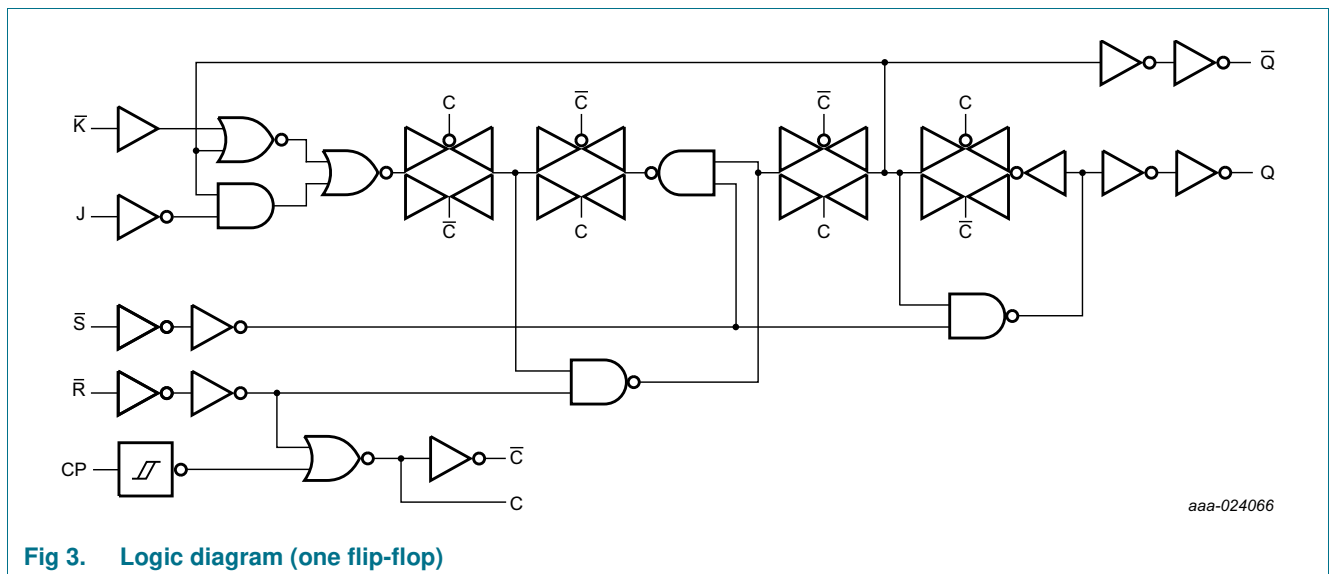 Q̅
C
C̅
C̅
C
K̅
J
Q
C̅
C
C
C̅
S̅
R̅
CP
C̅
C
aaa-024066
Fig 3. Logic diagram (one flip-flop)